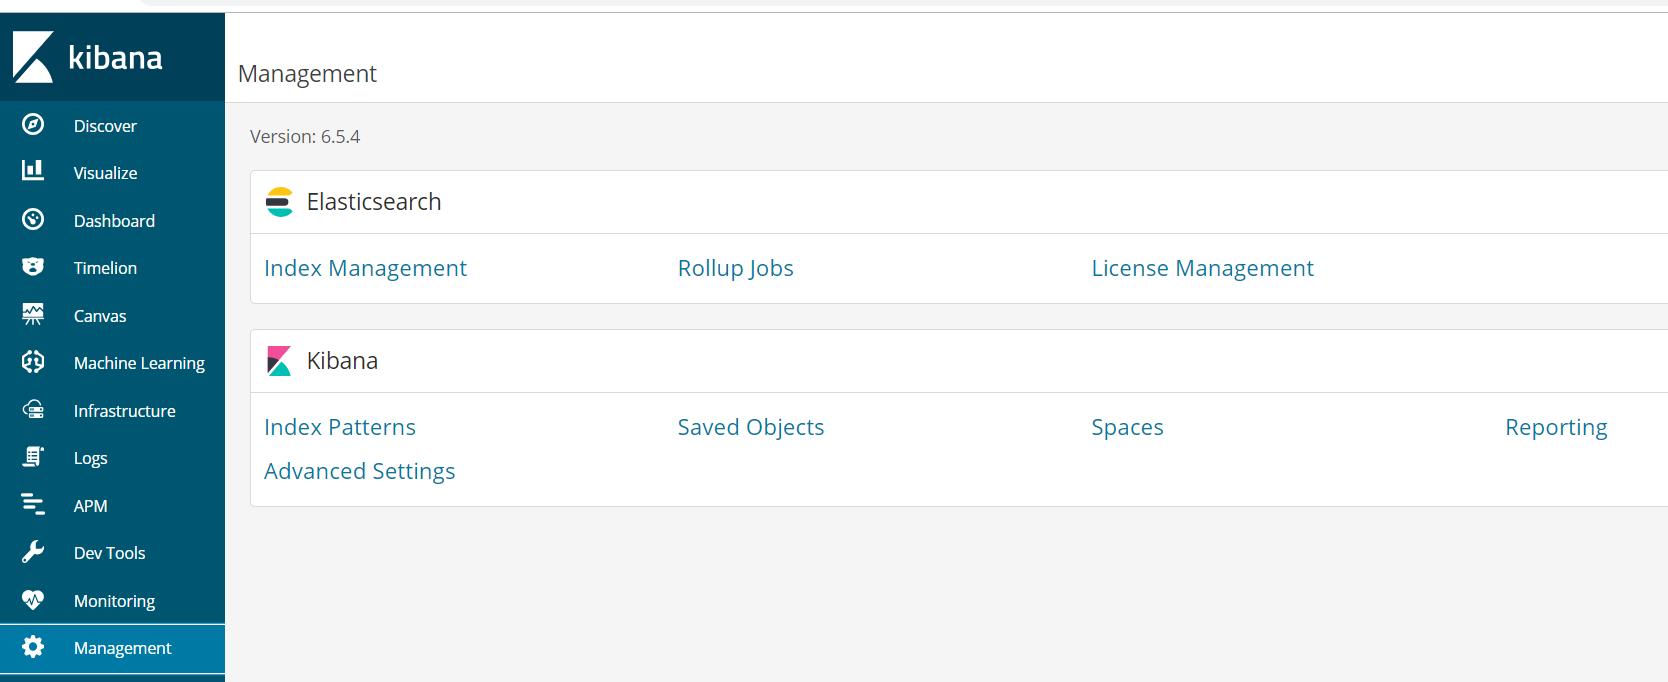 kibana
Discover
Visualize
Dashboard
Timelion
Canvas
Machine Learning
Infrastructure
Logs
APM
Dev Tools
Monitoring
Management
Management
Version: 6.5.4
Elasticsearch
Index Management Rollup Jobs License Management
Kibana
Index Patterns Saved Objects Spaces Reporting
Advanced Settings